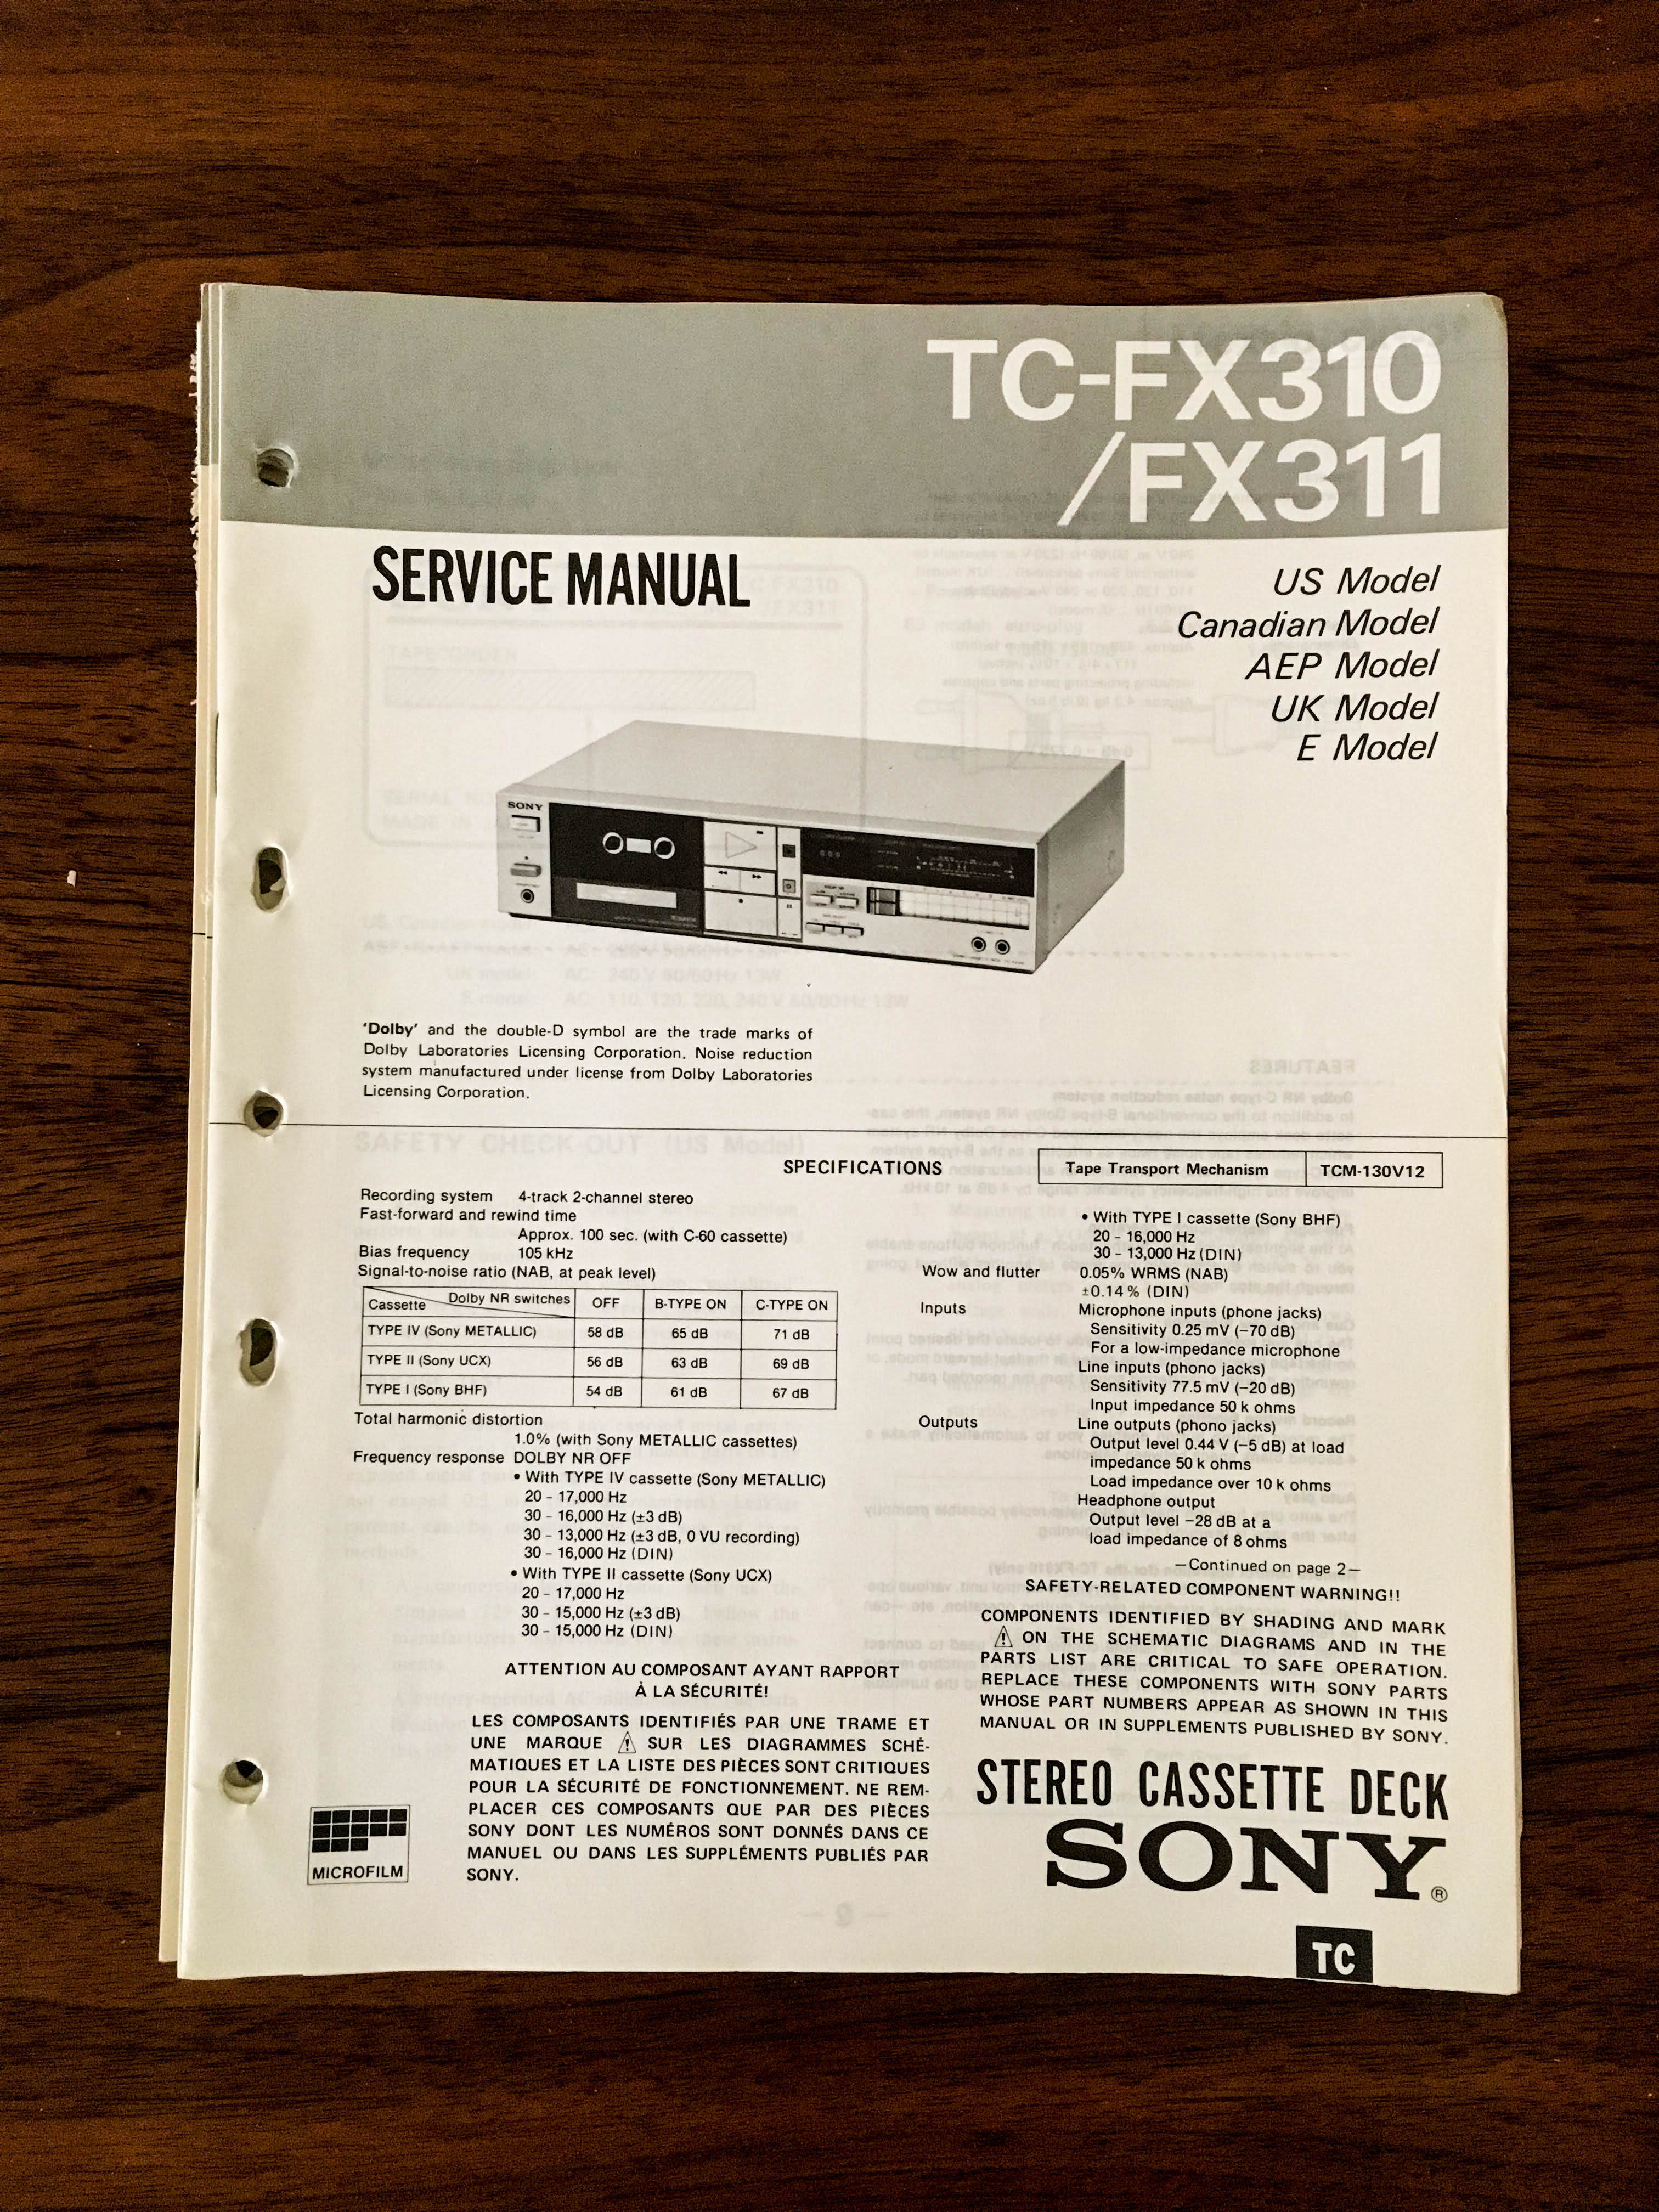 TC-FX310
/FX311
SERVICE MANUAL
US Model
Canadian Model
AEP Model
UK Model
E Model
SONY
'Dolby' and the double-D symbol are the trade marks of
Dolby Laboratories Licensing Corporation. Noise reduction
system manufactured under license from Dolby Laboratories
Licensing Corporation.
SPECIFICATIONS
Tape Transport Mechanism TCM-130V12
Recording system 4-track 2-channel stereo
Fast-forward and rewind time
Approx. 100 sec. (with C-60 cassette)
Bias frequency 105 kHz
Signal-to-noise ratio (NAB, at peak level)
Cassette Dolby NR switches OFF B-TYPE ON C-TYPE ON
TYPE IV (Sony METALLIC) 58 dB 65 dB 71 dB
TYPE II (Sony UCX) 56 dB 63 dB 69 dB
TYPE I (Sony BHF) 54 dB 61 dB 67 dB
Total harmonic distortion
1.0% (with Sony METALLIC cassettes)
Frequency response DOLBY NR OFF
• With TYPE IV cassette (Sony METALLIC)
20 – 17,000 Hz
30 – 16,000 Hz (±3 dB)
30 – 13,000 Hz (±3 dB, 0 VU recording)
30 – 16,000 Hz (DIN)
• With TYPE II cassette (Sony UCX)
20 – 17,000 Hz
30 – 15,000 Hz (±3 dB)
30 – 15,000 Hz (DIN)
• With TYPE I cassette (Sony BHF)
20 – 16,000 Hz
30 – 13,000 Hz (DIN)
Wow and flutter 0.05% WRMS (NAB)
±0.14% (DIN)
Inputs Microphone inputs (phone jacks)
Sensitivity 0.25 mV (−70 dB)
For a low-impedance microphone
Line inputs (phono jacks)
Sensitivity 77.5 mV (−20 dB)
Input impedance 50 k ohms
Outputs Line outputs (phono jacks)
Output level 0.44 V (−5 dB) at load
impedance 50 k ohms
Load impedance over 10 k ohms
Headphone output
Output level −28 dB at a
load impedance of 8 ohms
—Continued on page 2—
ATTENTION AU COMPOSANT AYANT RAPPORT
À LA SÉCURITÉ!
LES COMPOSANTS IDENTIFIÉS PAR UNE TRAME ET
UNE MARQUE ⚠ SUR LES DIAGRAMMES SCHÉ-
MATIQUES ET LA LISTE DES PIÈCES SONT CRITIQUES
POUR LA SÉCURITÉ DE FONCTIONNEMENT. NE REM-
PLACER CES COMPOSANTS QUE PAR DES PIÈCES
SONY DONT LES NUMÉROS SONT DONNÉS DANS CE
MANUEL OU DANS LES SUPPLÉMENTS PUBLIÉS PAR
SONY.
SAFETY-RELATED COMPONENT WARNING!!
COMPONENTS IDENTIFIED BY SHADING AND MARK
⚠ ON THE SCHEMATIC DIAGRAMS AND IN THE
PARTS LIST ARE CRITICAL TO SAFE OPERATION.
REPLACE THESE COMPONENTS WITH SONY PARTS
WHOSE PART NUMBERS APPEAR AS SHOWN IN THIS
MANUAL OR IN SUPPLEMENTS PUBLISHED BY SONY.
MICROFILM
STEREO CASSETTE DECK
SONY®
TC